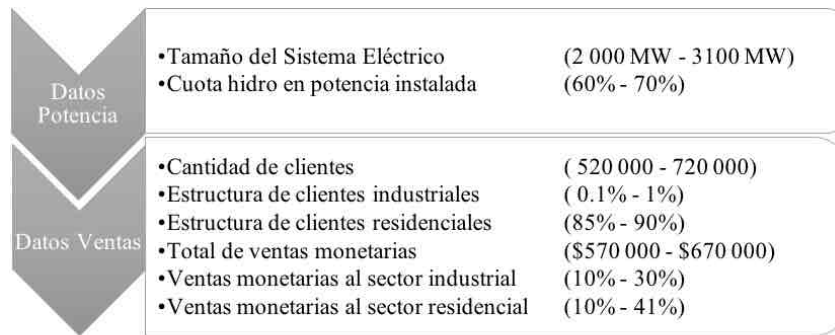 Datos
Potencia
•Tamaño del Sistema Eléctrico (2 000 MW - 3100 MW)
•Cuota hidro en potencia instalada (60% - 70%)
Datos Ventas
•Cantidad de clientes ( 520 000 - 720 000)
•Estructura de clientes industriales ( 0.1% - 1%)
•Estructura de clientes residenciales (85% - 90%)
•Total de ventas monetarias ($570 000 - $670 000)
•Ventas monetarias al sector industrial (10% - 30%)
•Ventas monetarias al sector residencial (10% - 41%)